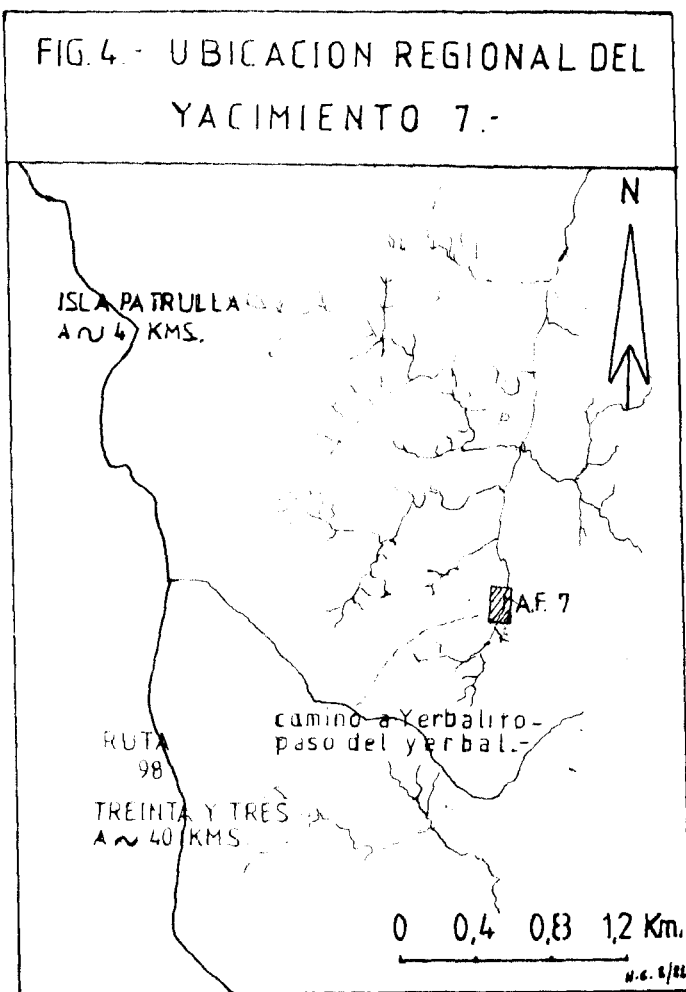 FIG. 4.- UBICACION REGIONAL DEL
YACIMIENTO 7.-
N
ISLA PATRULLA
A ~ 4 KMS.
A.F. 7
camino a Yerbalito-
paso del yerbal.-
RUTA
98
TREINTA Y TRES
A ~ 40 KMS
0 0,4 0,8 1,2 Km.